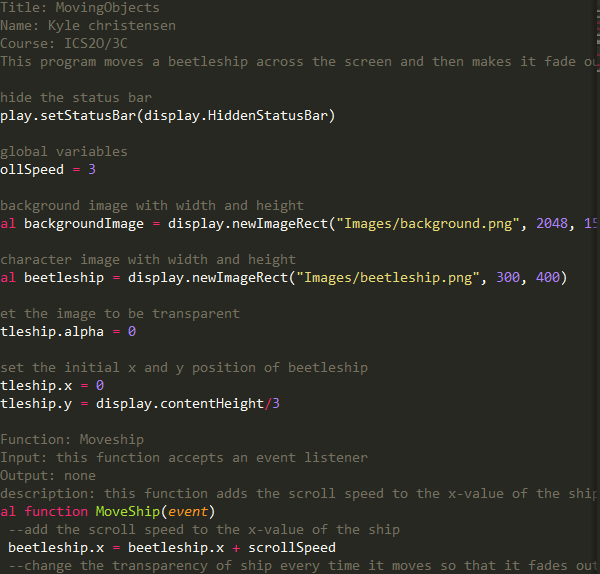 Title: MovingObjects
Name: Kyle christensen
Course: ICS2O/3C
This program moves a beetleship across the screen and then makes it fade ou
hide the status bar
play.setStatusBar(display.HiddenStatusBar)
global variables
ollSpeed = 3
background image with width and height
al backgroundImage = display.newImageRect("Images/background.png", 2048, 15
character image with width and height
al beetleship = display.newImageRect("Images/beetleship.png", 300, 400)
et the image to be transparent
tleship.alpha = 0
set the initial x and y position of beetleship
tleship.x = 0
tleship.y = display.contentHeight/3
Function: Moveship
Input: this function accepts an event listener
Output: none
description: this function adds the scroll speed to the x-value of the ship
al function MoveShip(event)
--add the scroll speed to the x-value of the ship
beetleship.x = beetleship.x + scrollSpeed
--change the transparency of ship every time it moves so that it fades out